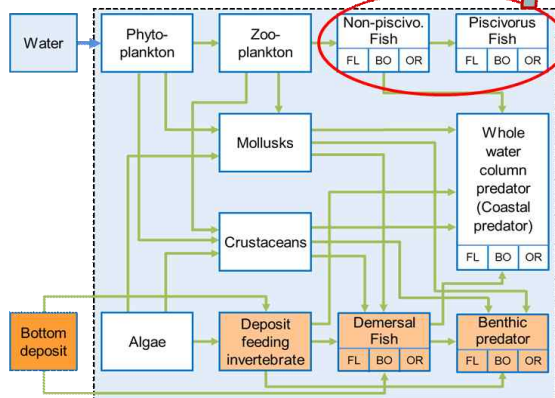 Water
Phyto-
plankton
Zoo-
plankton
Non-piscivo.
Fish
FL BO OR
Piscivorus
Fish
FL BO OR
Mollusks
Whole
water
column
predator
(Coastal
predator)
FL BO OR
Crustaceans
Bottom
deposit
Algae
Deposit
feeding
invertebrate
Demersal
Fish
FL BO OR
Benthic
predator
FL BO OR